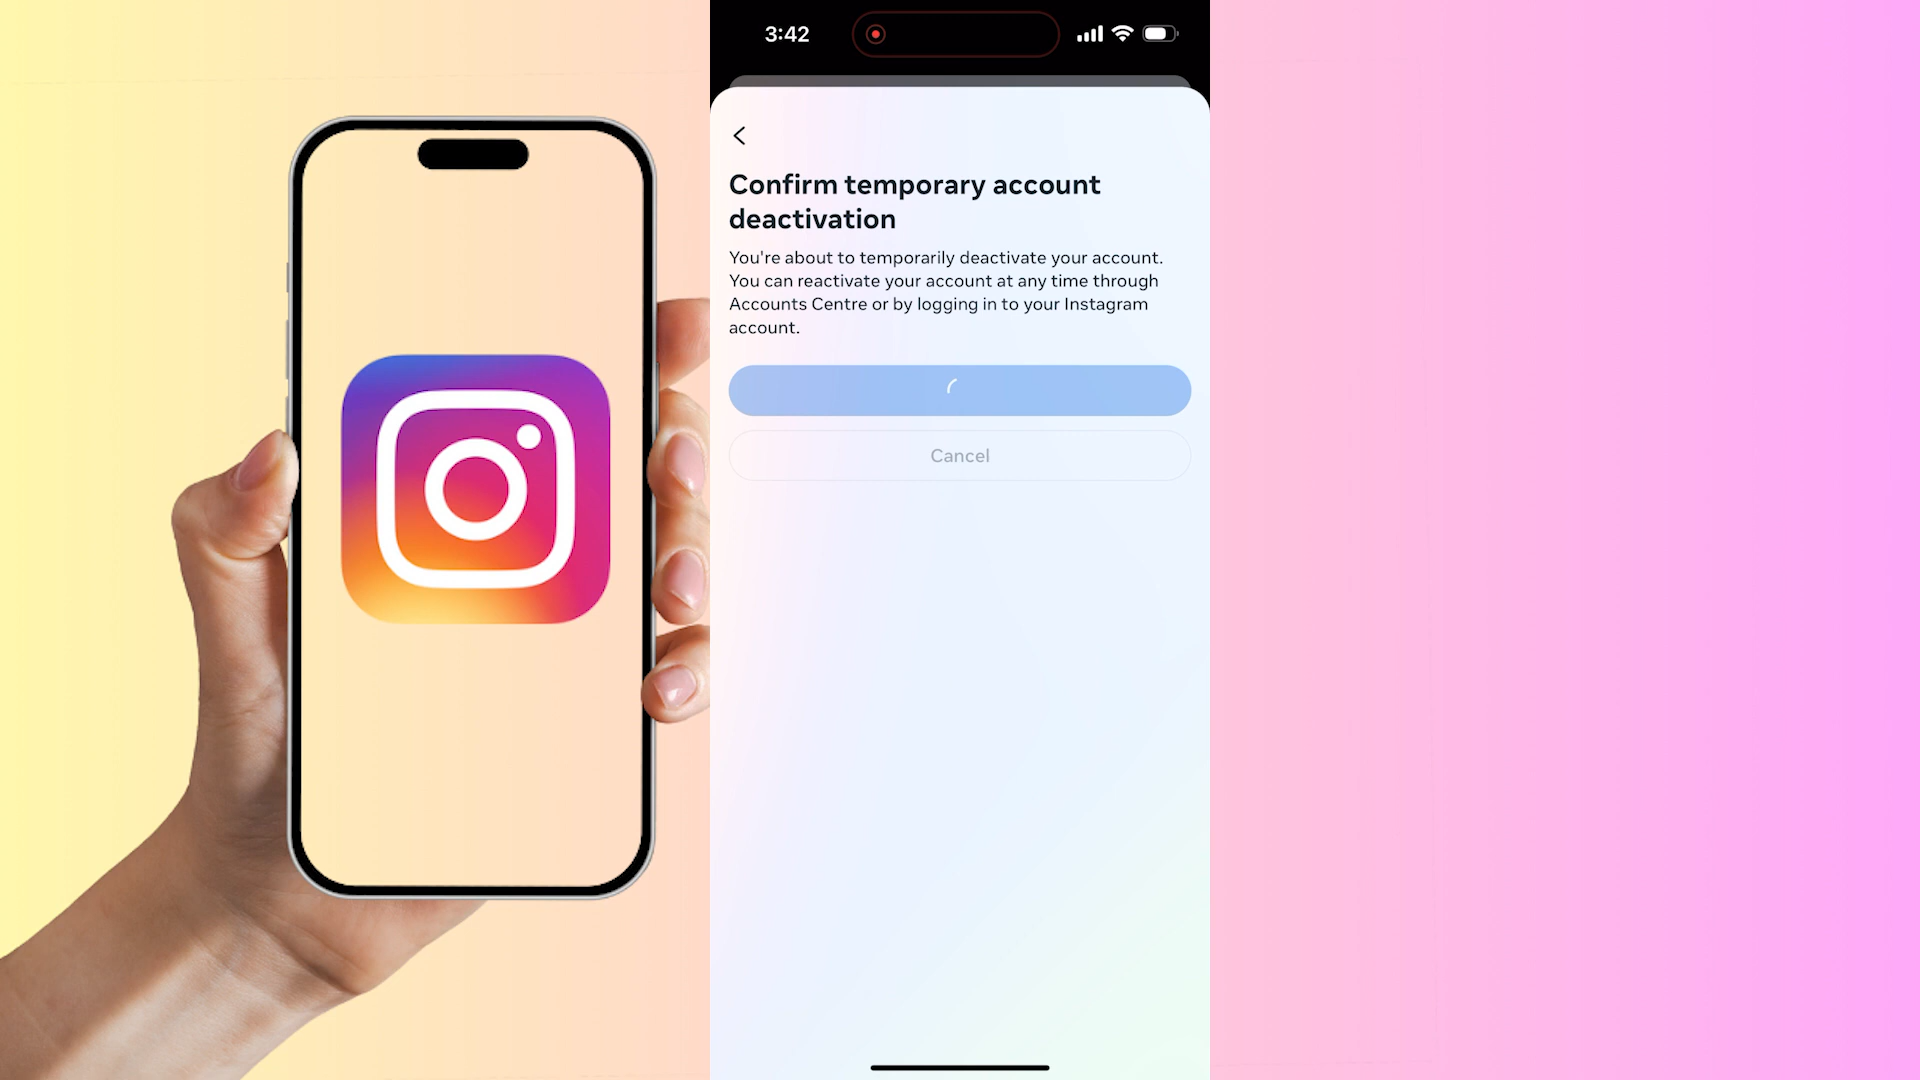 3:42
Confirm temporary account
deactivation
You're about to temporarily deactivate your account.
You can reactivate your account at any time through
Accounts Centre or by logging in to your Instagram
account.
Cancel